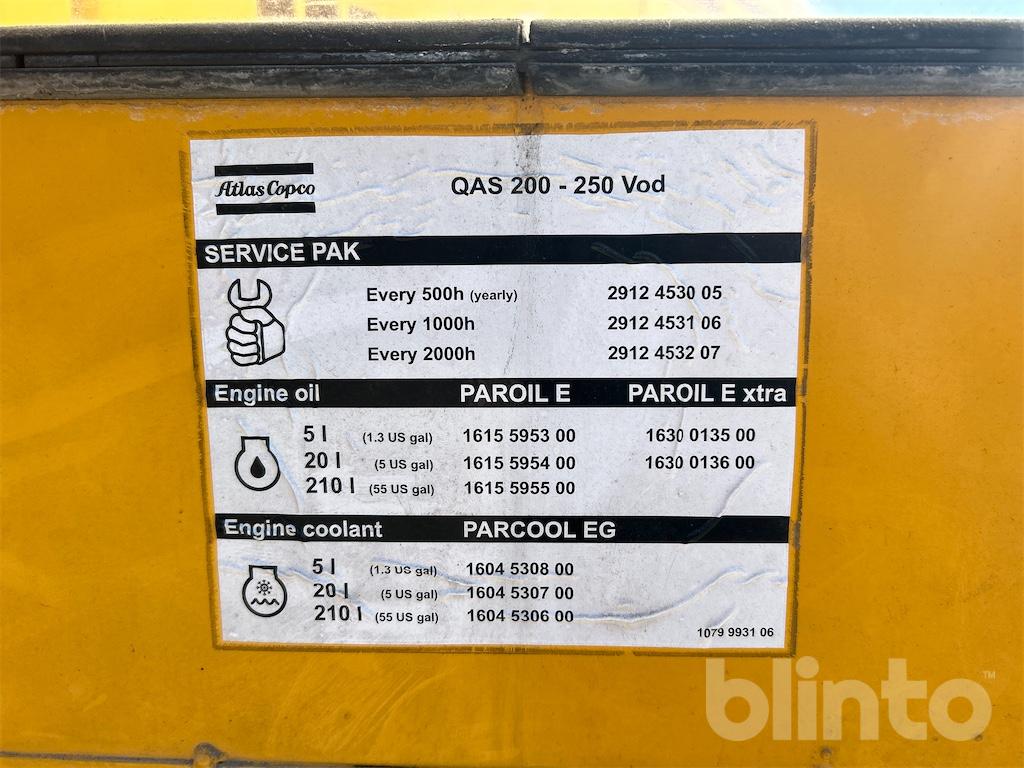 Atlas Copco
QAS 200 - 250 Vod
SERVICE PAK
Every 500h (yearly) 2912 4530 05
Every 1000h 2912 4531 06
Every 2000h 2912 4532 07
Engine oil PAROIL E PAROIL E xtra
5 l (1.3 US gal) 1615 5953 00 1630 0135 00
20 l (5 US gal) 1615 5954 00 1630 0136 00
210 l (55 US gal) 1615 5955 00
Engine coolant PARCOOL EG
5 l (1.3 US gal) 1604 5308 00
20 l (5 US gal) 1604 5307 00
210 l (55 US gal) 1604 5306 00
1079 9931 06
blinto™